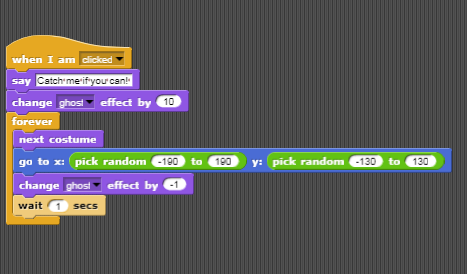 when I am clicked
say Catch me if you can!
change ghost effect by 10
forever
next costume
go to x: pick random -190 to 190 y: pick random -130 to 130
change ghost effect by -1
wait 1 secs